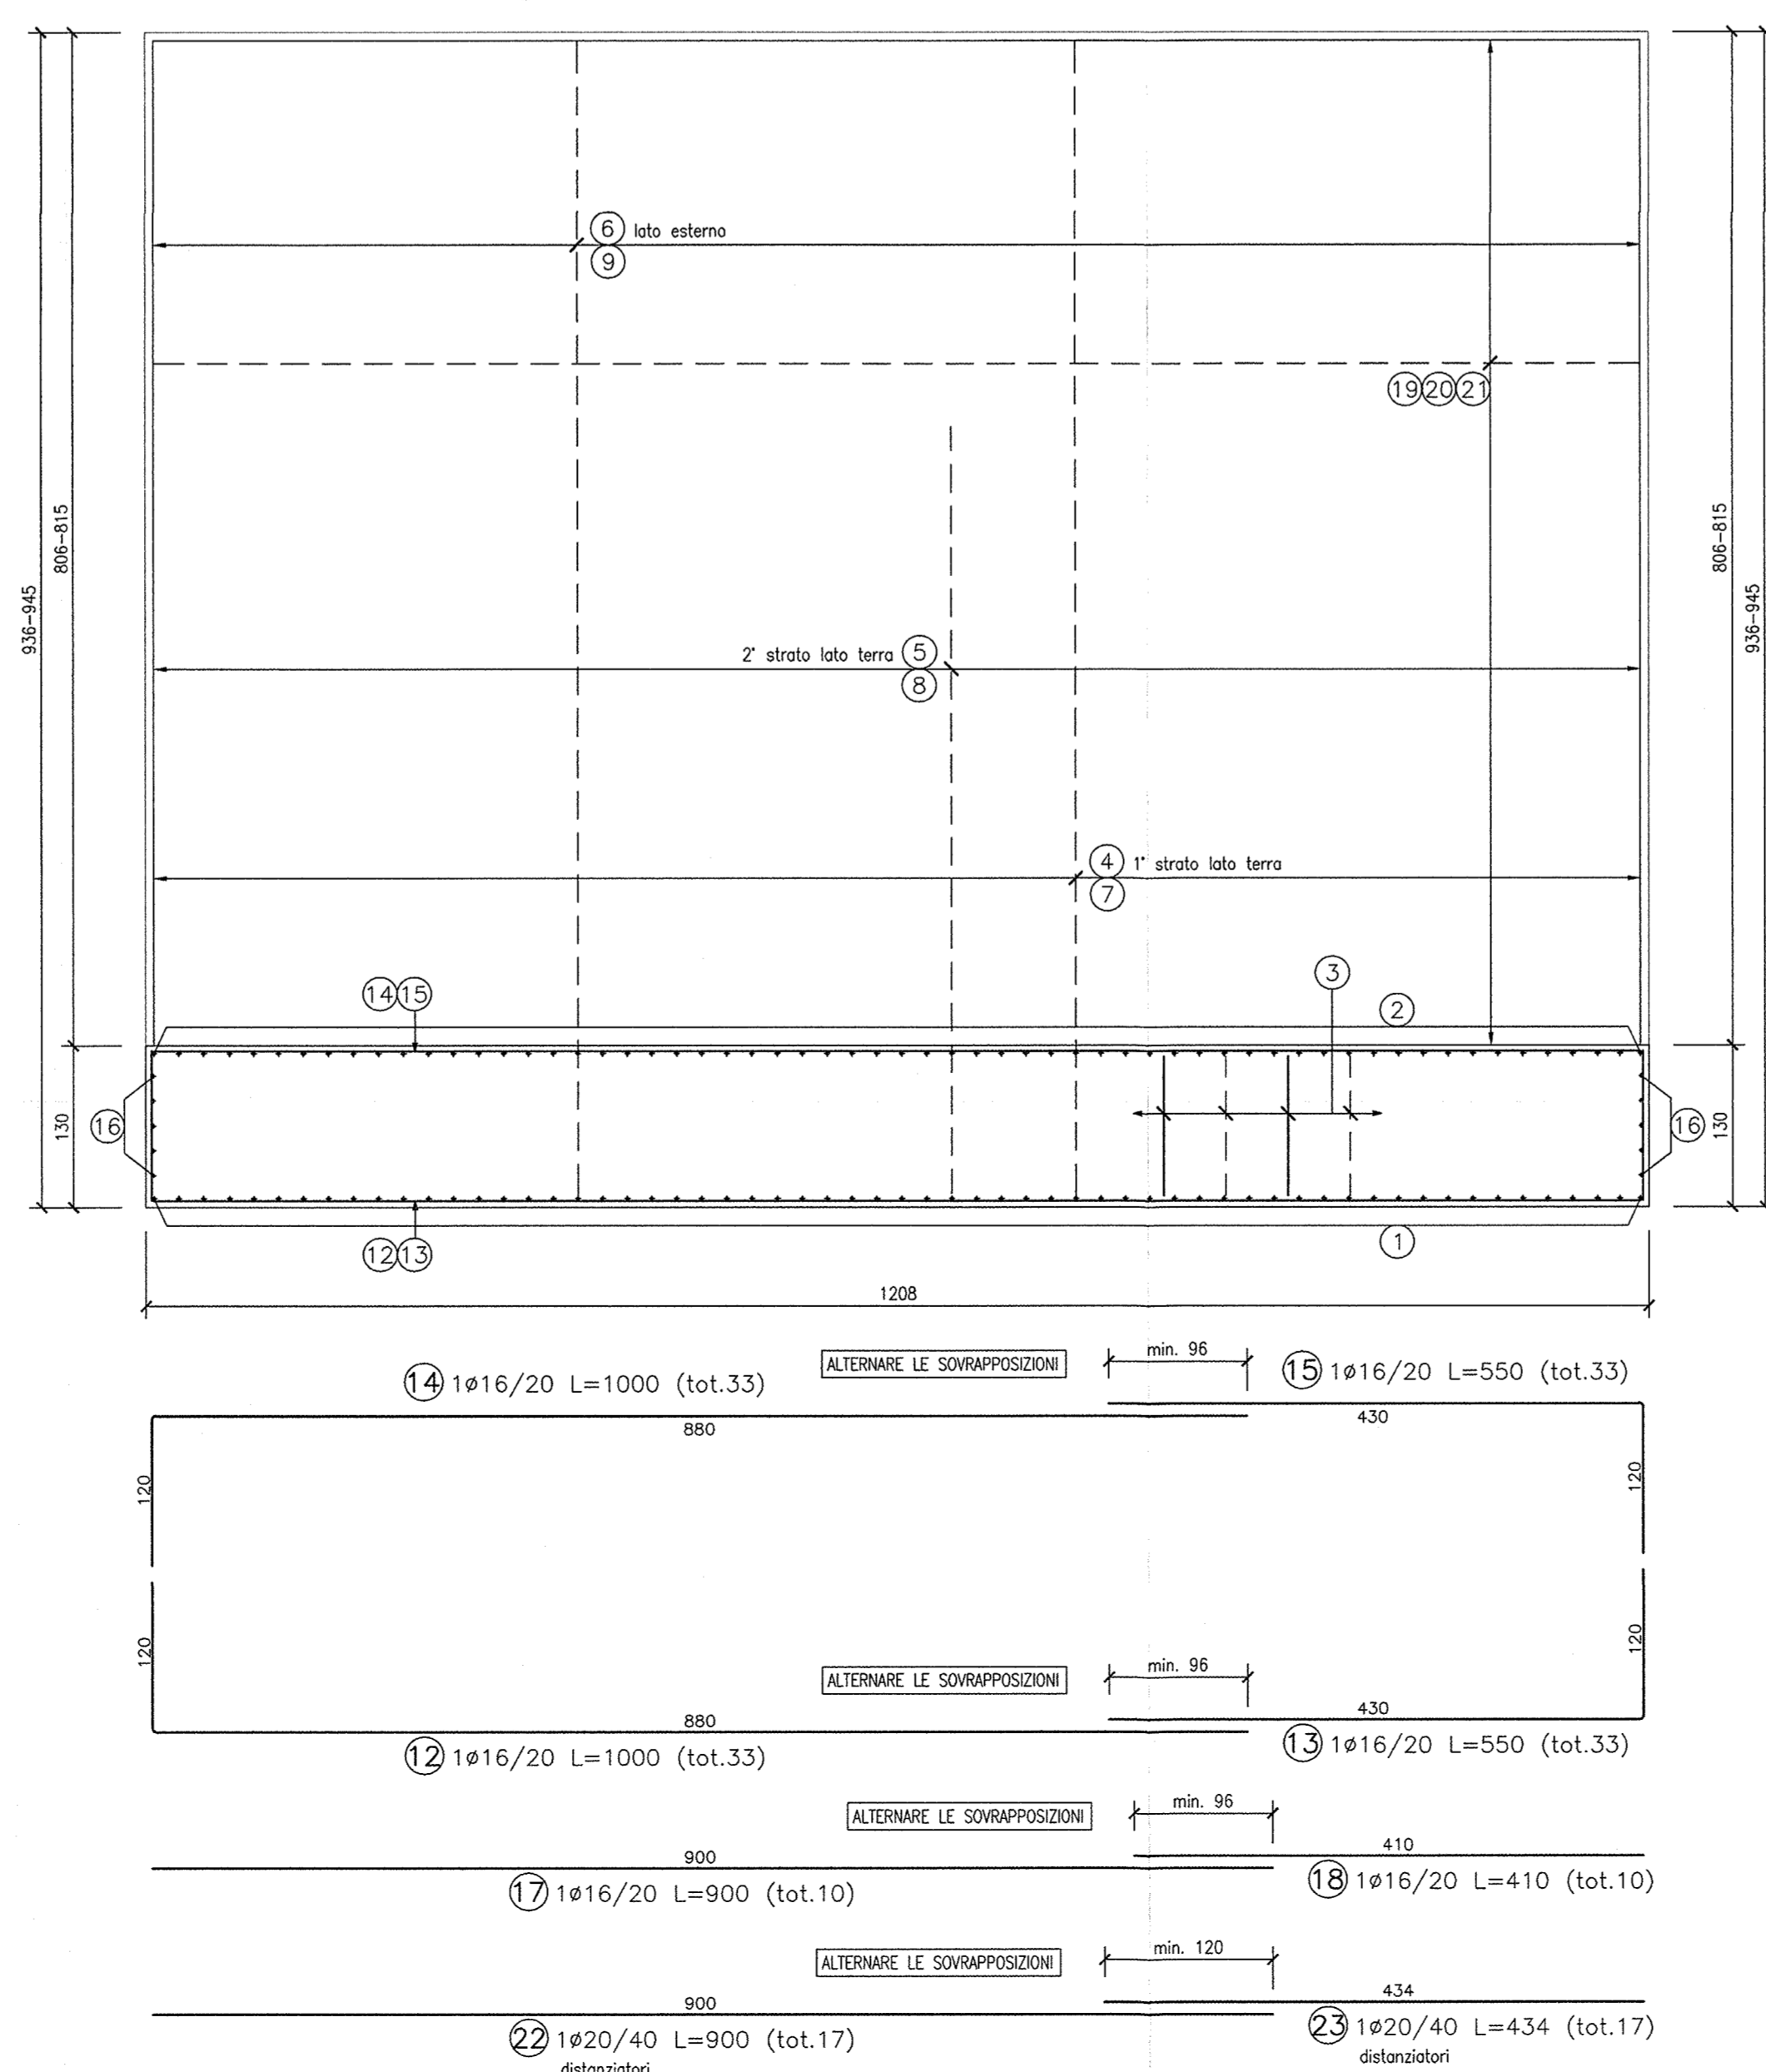 6 lato esterno
9
19 20 21
806–815
936–945
806–815
936–945
2° strato lato terra 5
8
4 1° strato lato terra
7
3
14 15
2
16
130
16
130
12 13
1
1208
ALTERNARE LE SOVRAPPOSIZIONI
min. 96
14 1ø16/20 L=1000 (tot.33)
15 1ø16/20 L=550 (tot.33)
880
430
120
120
120
120
ALTERNARE LE SOVRAPPOSIZIONI
min. 96
880
430
12 1ø16/20 L=1000 (tot.33)
13 1ø16/20 L=550 (tot.33)
ALTERNARE LE SOVRAPPOSIZIONI
min. 96
900
410
17 1ø16/20 L=900 (tot.10)
18 1ø16/20 L=410 (tot.10)
ALTERNARE LE SOVRAPPOSIZIONI
min. 120
900
434
22 1ø20/40 L=900 (tot.17)
distanziatori
23 1ø20/40 L=434 (tot.17)
distanziatori